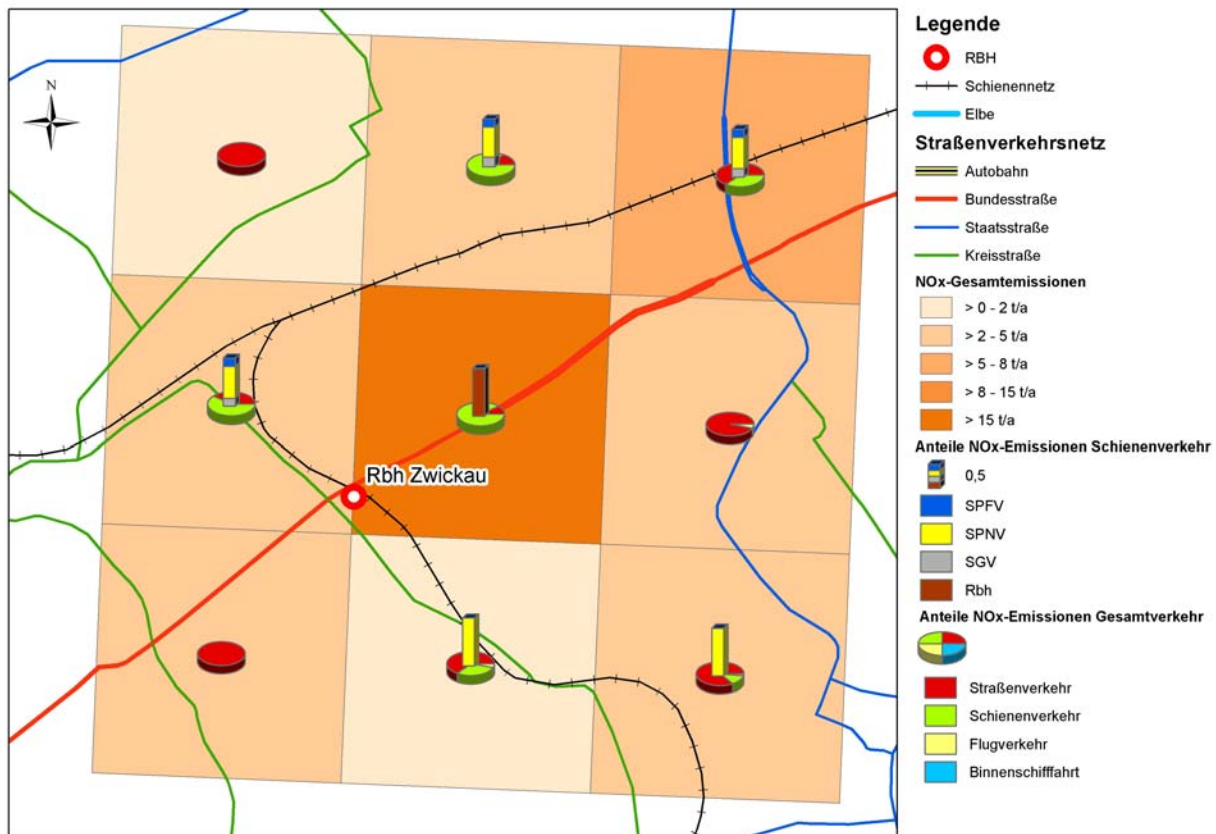 N
Rbh Zwickau
Legende
RBH
Schienennetz
Elbe
Straßenverkehrsnetz
Autobahn
Bundesstraße
Staatsstraße
Kreisstraße
NOx-Gesamtemissionen
> 0 - 2 t/a
> 2 - 5 t/a
> 5 - 8 t/a
> 8 - 15 t/a
> 15 t/a
Anteile NOx-Emissionen Schienenverkehr
0,5
SPFV
SPNV
SGV
Rbh
Anteile NOx-Emissionen Gesamtverkehr
Straßenverkehr
Schienenverkehr
Flugverkehr
Binnenschifffahrt